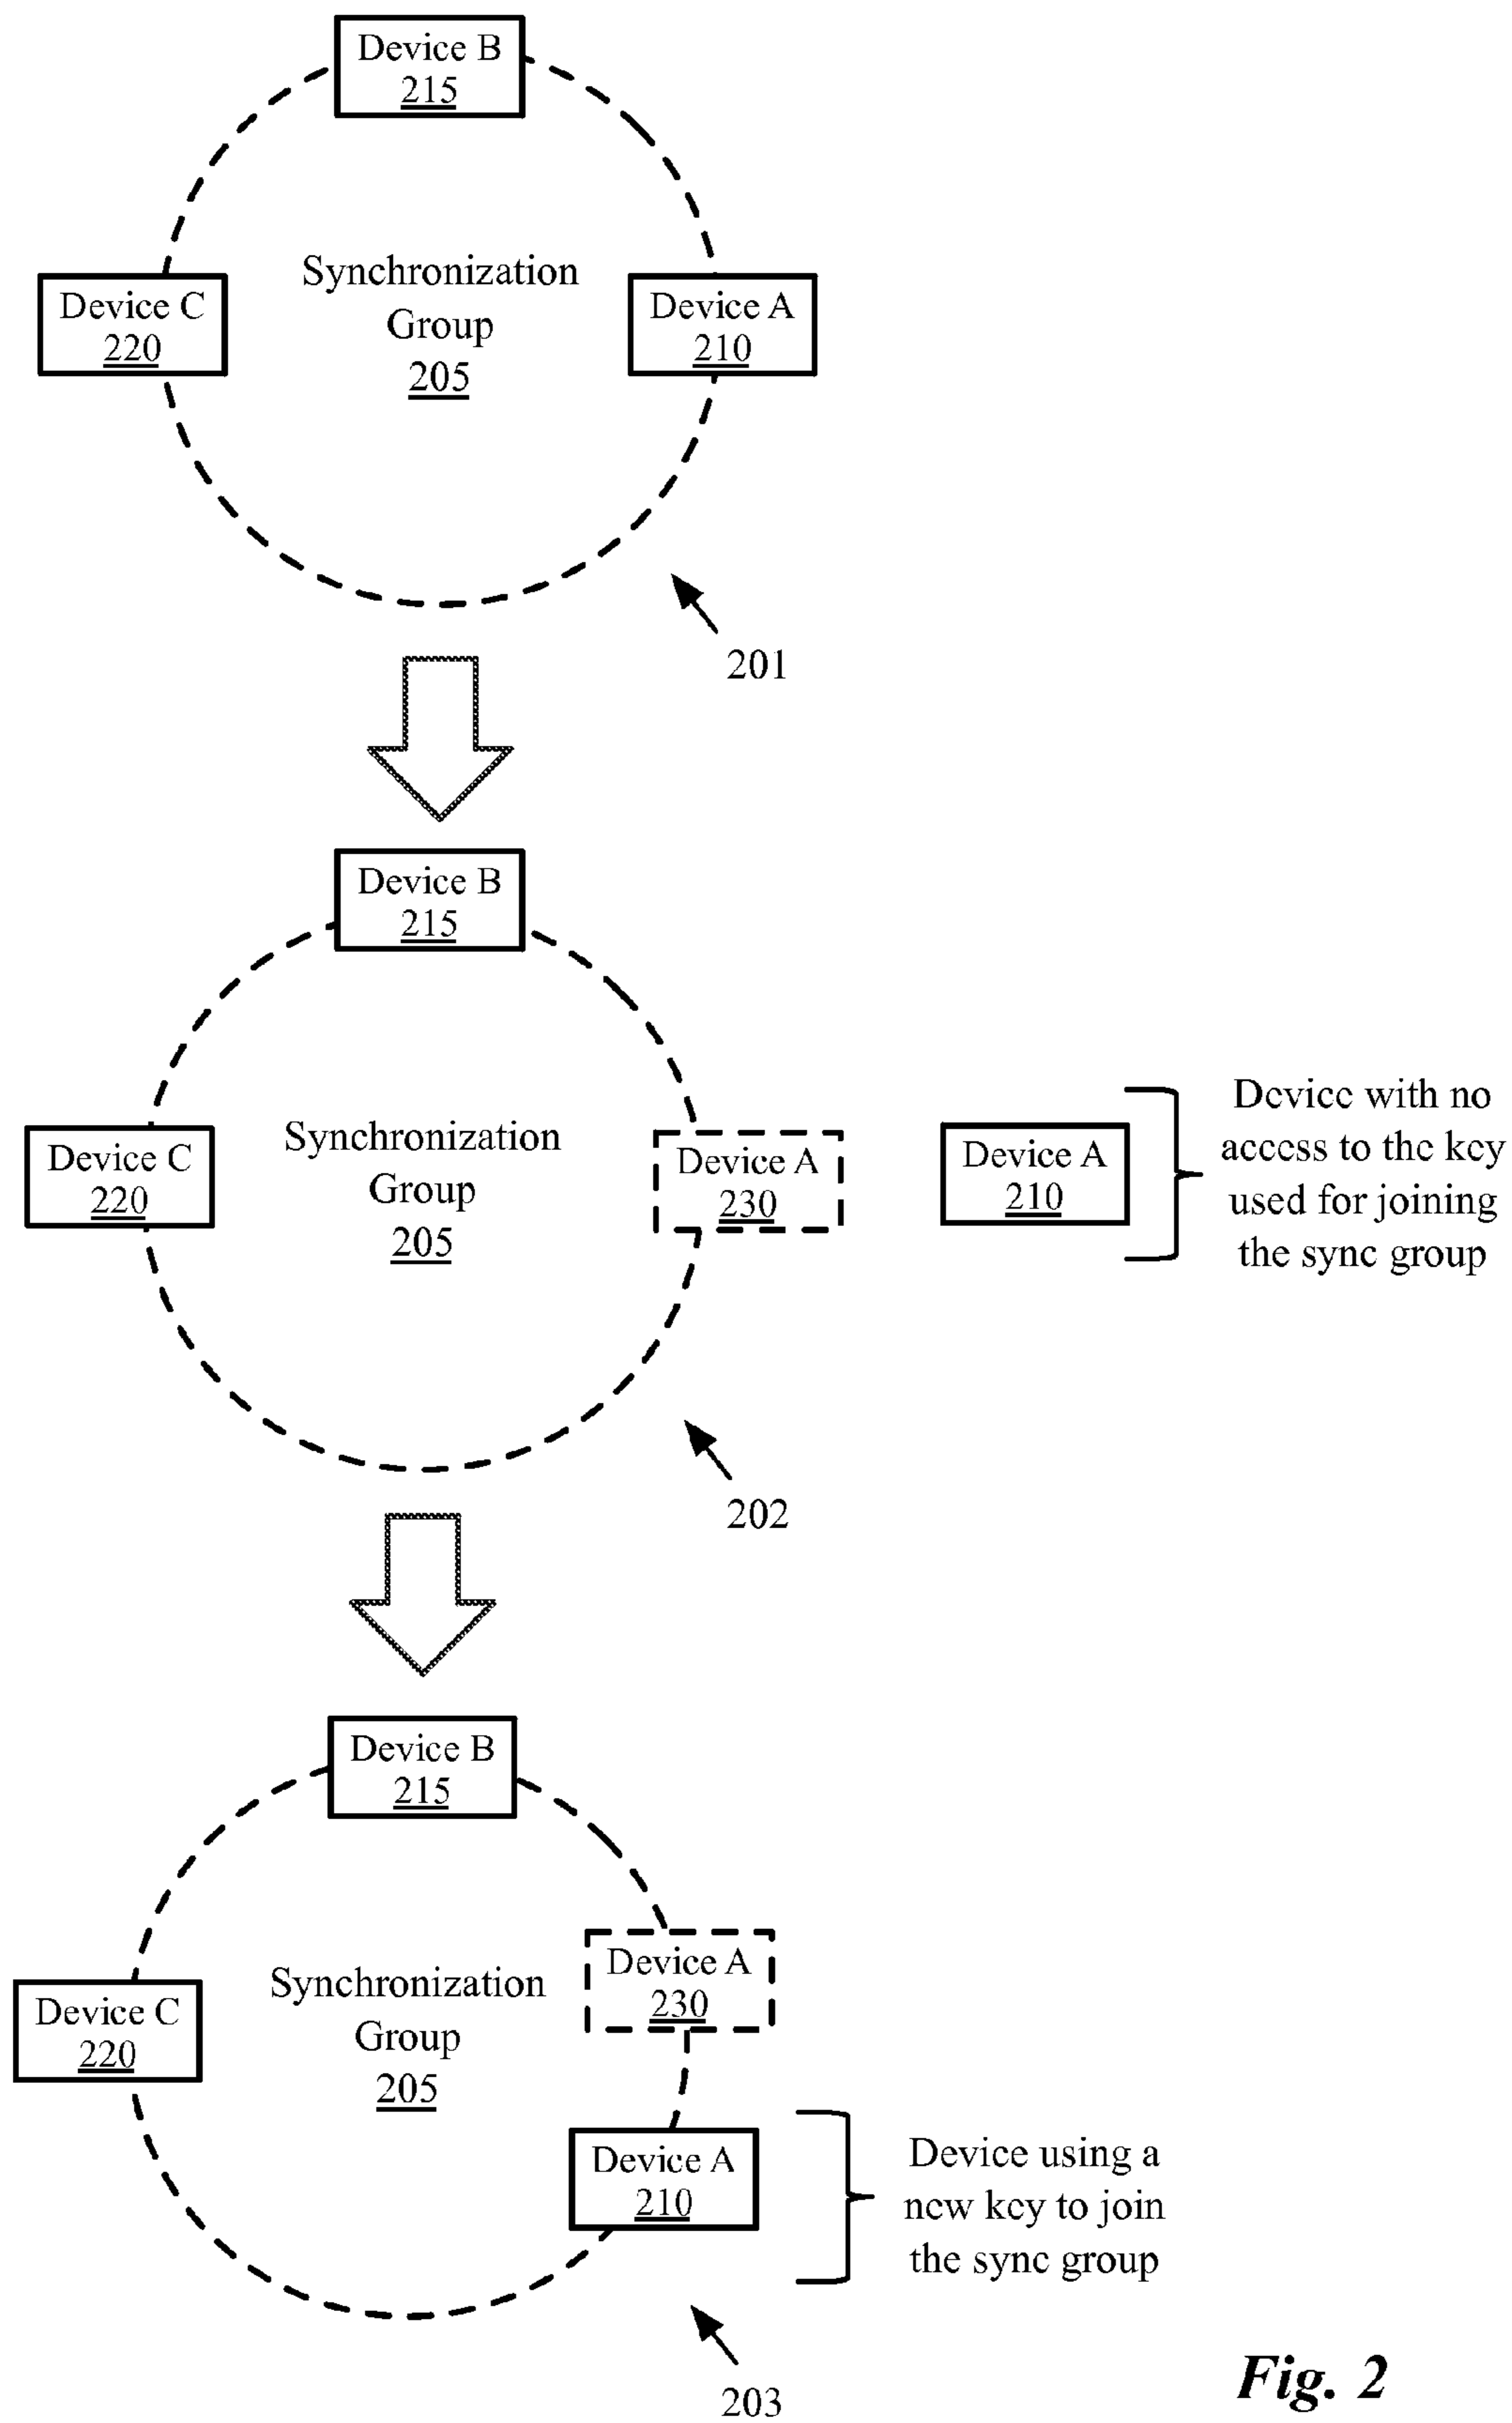 Device B
215
Synchronization
Group
205
Device C
220
Device A
210
201
Device B
215
Synchronization
Group
205
Device C
220
Device A
230
Device A
210
Device with no
access to the key
used for joining
the sync group
202
Device B
215
Synchronization
Group
205
Device A
230
Device C
220
Device A
210
Device using a
new key to join
the sync group
203
Fig. 2